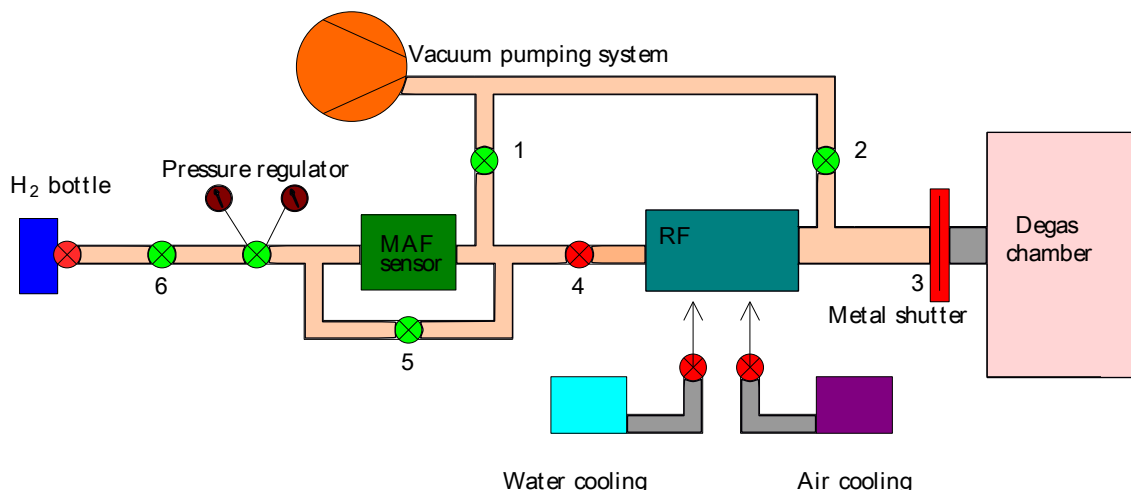 Vacuum pumping system
1
2
Pressure regulator
H₂ bottle
MAF
sensor
RF
Degas
chamber
6
4
3
Metal shutter
5
Water cooling
Air cooling